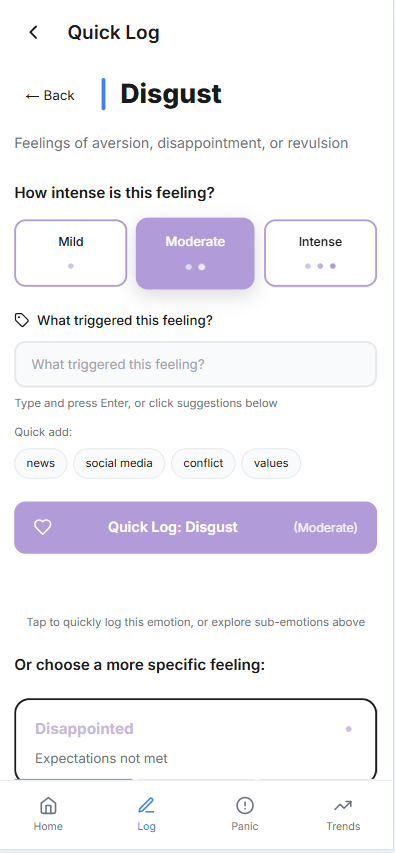 Quick Log
← Back
Disgust
Feelings of aversion, disappointment, or revulsion
How intense is this feeling?
Mild
Moderate
Intense
What triggered this feeling?
What triggered this feeling?
Type and press Enter, or click suggestions below
Quick add:
news social media conflict values
Quick Log: Disgust (Moderate)
Tap to quickly log this emotion, or explore sub-emotions above
Or choose a more specific feeling:
Disappointed
Expectations not met
Home Log Panic Trends